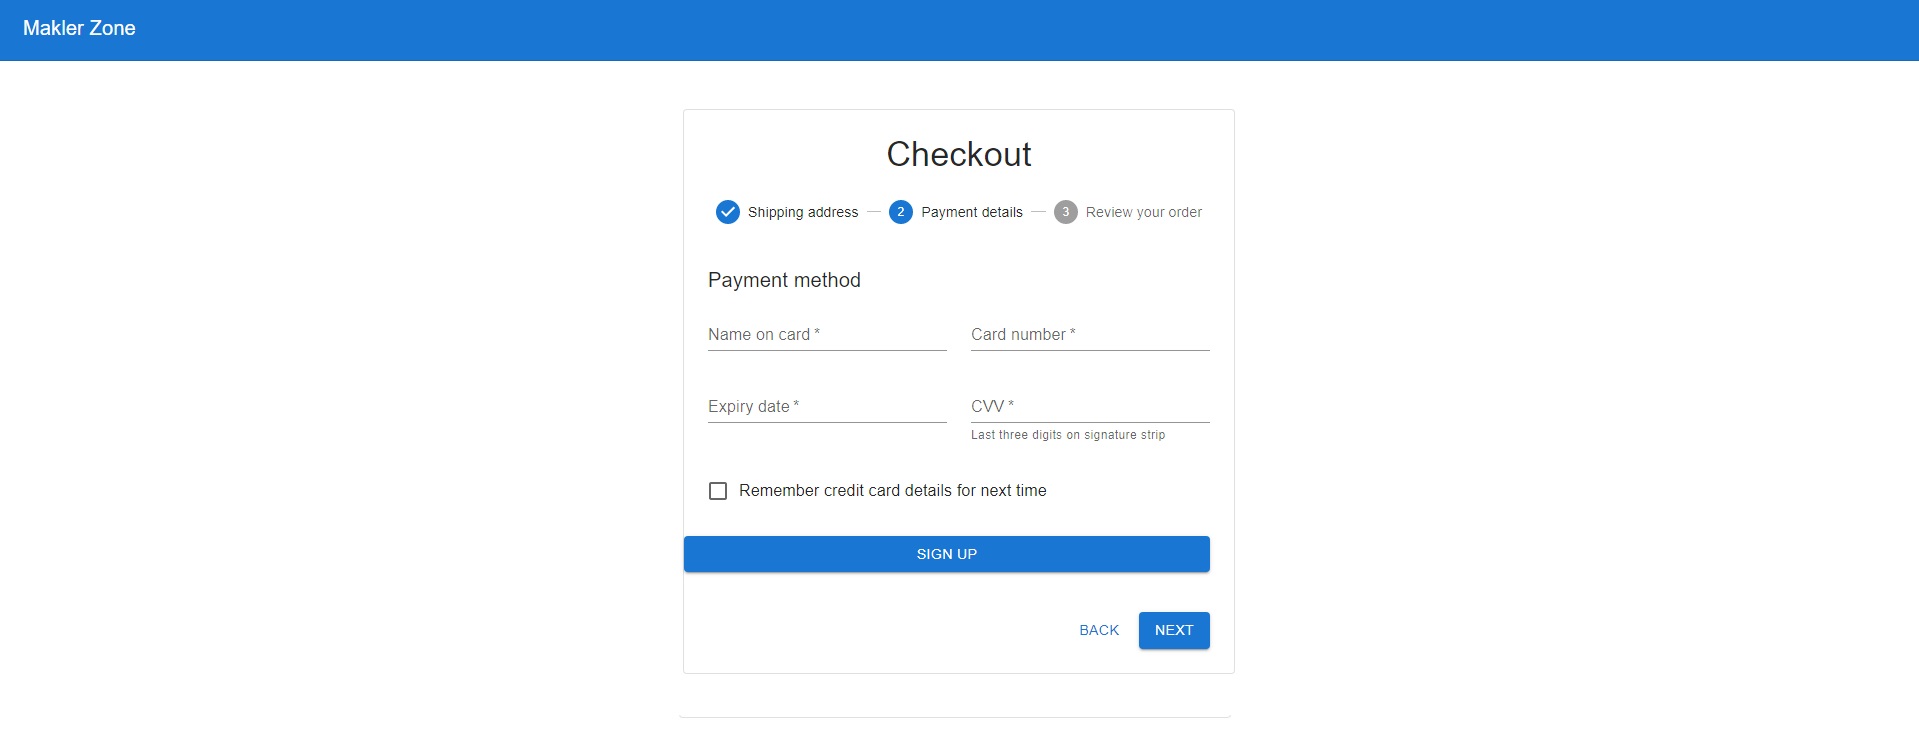 Makler Zone
Checkout
Shipping address 2 Payment details 3 Review your order
Payment method
Name on card * Card number *
Expiry date * CVV *
Last three digits on signature strip
Remember credit card details for next time
SIGN UP
BACK NEXT